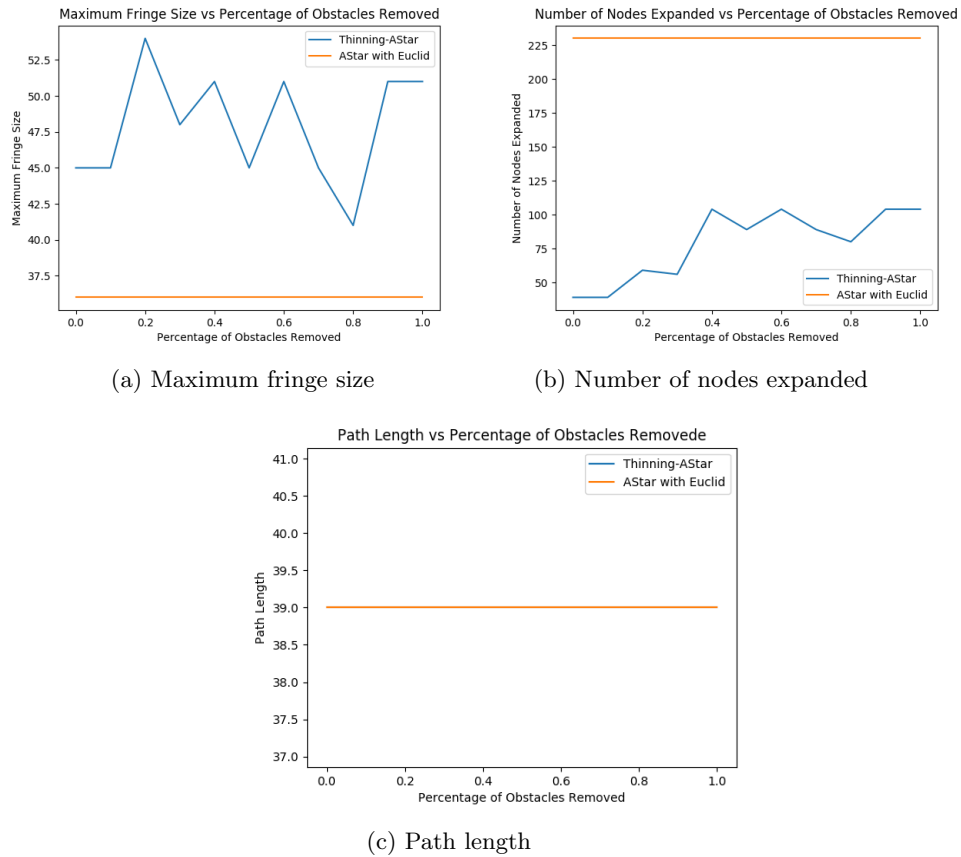 Maximum Fringe Size vs Percentage of Obstacles Removed
Thinning-AStar
AStar with Euclid
52.5
50.0
47.5
45.0
42.5
40.0
37.5
Maximum Fringe Size
0.0 0.2 0.4 0.6 0.8 1.0
Percentage of Obstacles Removed
(a) Maximum fringe size
Number of Nodes Expanded vs Percentage of Obstacles Removed
225
200
175
150
125
100
75
50
Number of Nodes Expanded
Thinning-AStar
AStar with Euclid
0.0 0.2 0.4 0.6 0.8 1.0
Percentage of Obstacles Removed
(b) Number of nodes expanded
Path Length vs Percentage of Obstacles Removede
Thinning-AStar
AStar with Euclid
41.0
40.5
40.0
39.5
39.0
38.5
38.0
37.5
37.0
Path Length
0.0 0.2 0.4 0.6 0.8 1.0
Percentage of Obstacles Removed
(c) Path length